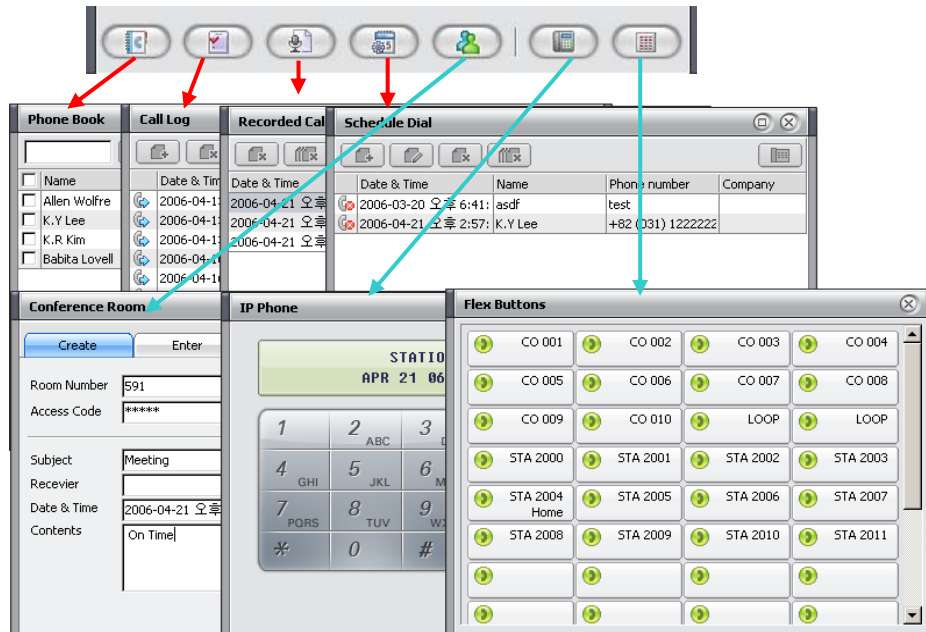 Phone Book
Call Log
Recorded Cal
Schedule Dial
Name
Allen Wolfre
K.Y Lee
K.R Kim
Babita Lovell
Date & Tim
2006-04-1
2006-04-1
2006-04-1
2006-04-1
2006-04-1
Date & Time
2006-04-21 오후
2006-04-21 오후
2006-04-21 오후
Date & Time Name Phone number Company
2006-03-20 오후 6:41: asdf test
2006-04-21 오후 2:57: K.Y Lee +82 (031) 1222222
Conference Room
Create Enter
Room Number 591
Access Code *****
Subject Meeting
Recevier
Date & Time 2006-04-21 오후
Contents On Time
IP Phone
STATIO
APR 21 06
1 2 ABC 3
4 GHI 5 JKL 6 M
7 PQRS 8 TUV 9 WX
* 0 #
Flex Buttons
CO 001 CO 002 CO 003 CO 004
CO 005 CO 006 CO 007 CO 008
CO 009 CO 010 LOOP LOOP
STA 2000 STA 2001 STA 2002 STA 2003
STA 2004 STA 2005 STA 2006 STA 2007
Home
STA 2008 STA 2009 STA 2010 STA 2011